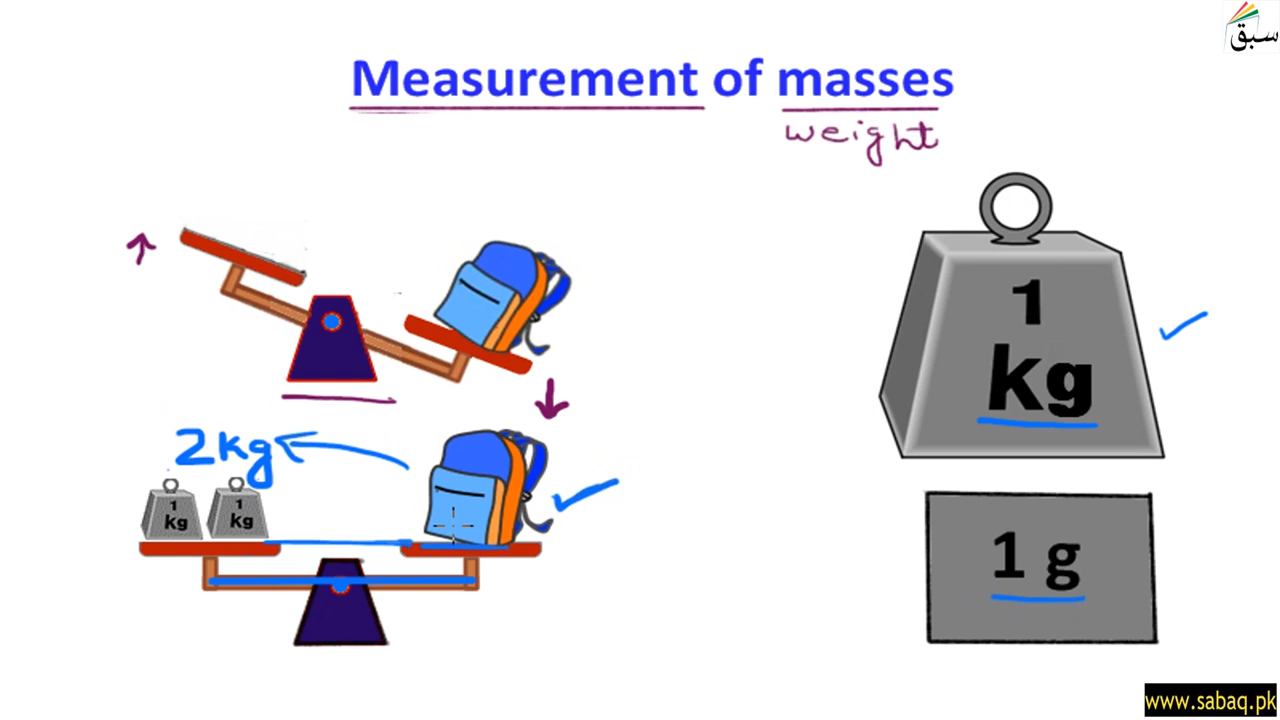 سبق
Measurement of masses
weight
1
kg
2kg
1
kg
1
kg
1 g
www.sabaq.pk